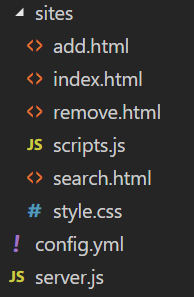 sites
<> add.html
<> index.html
<> remove.html
JS scripts.js
<> search.html
# style.css
! config.yml
JS server.js